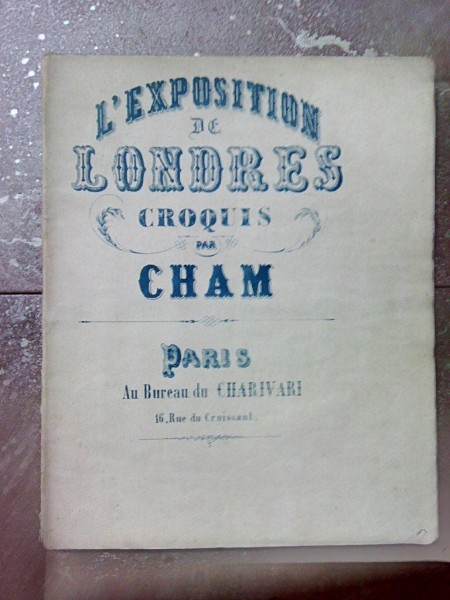 L'EXPOSITION
DE
LONDRES
CROQUIS
PAR
CHAM
PARIS
Au Bureau du CHARIVARI
16, Rue du Croissant.